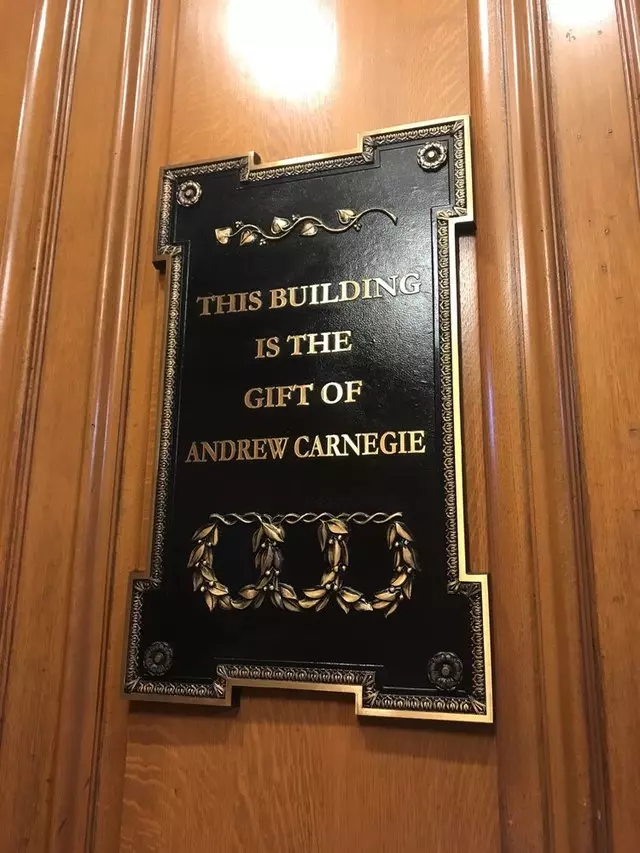 THIS BUILDING
IS THE
GIFT OF
ANDREW CARNEGIE